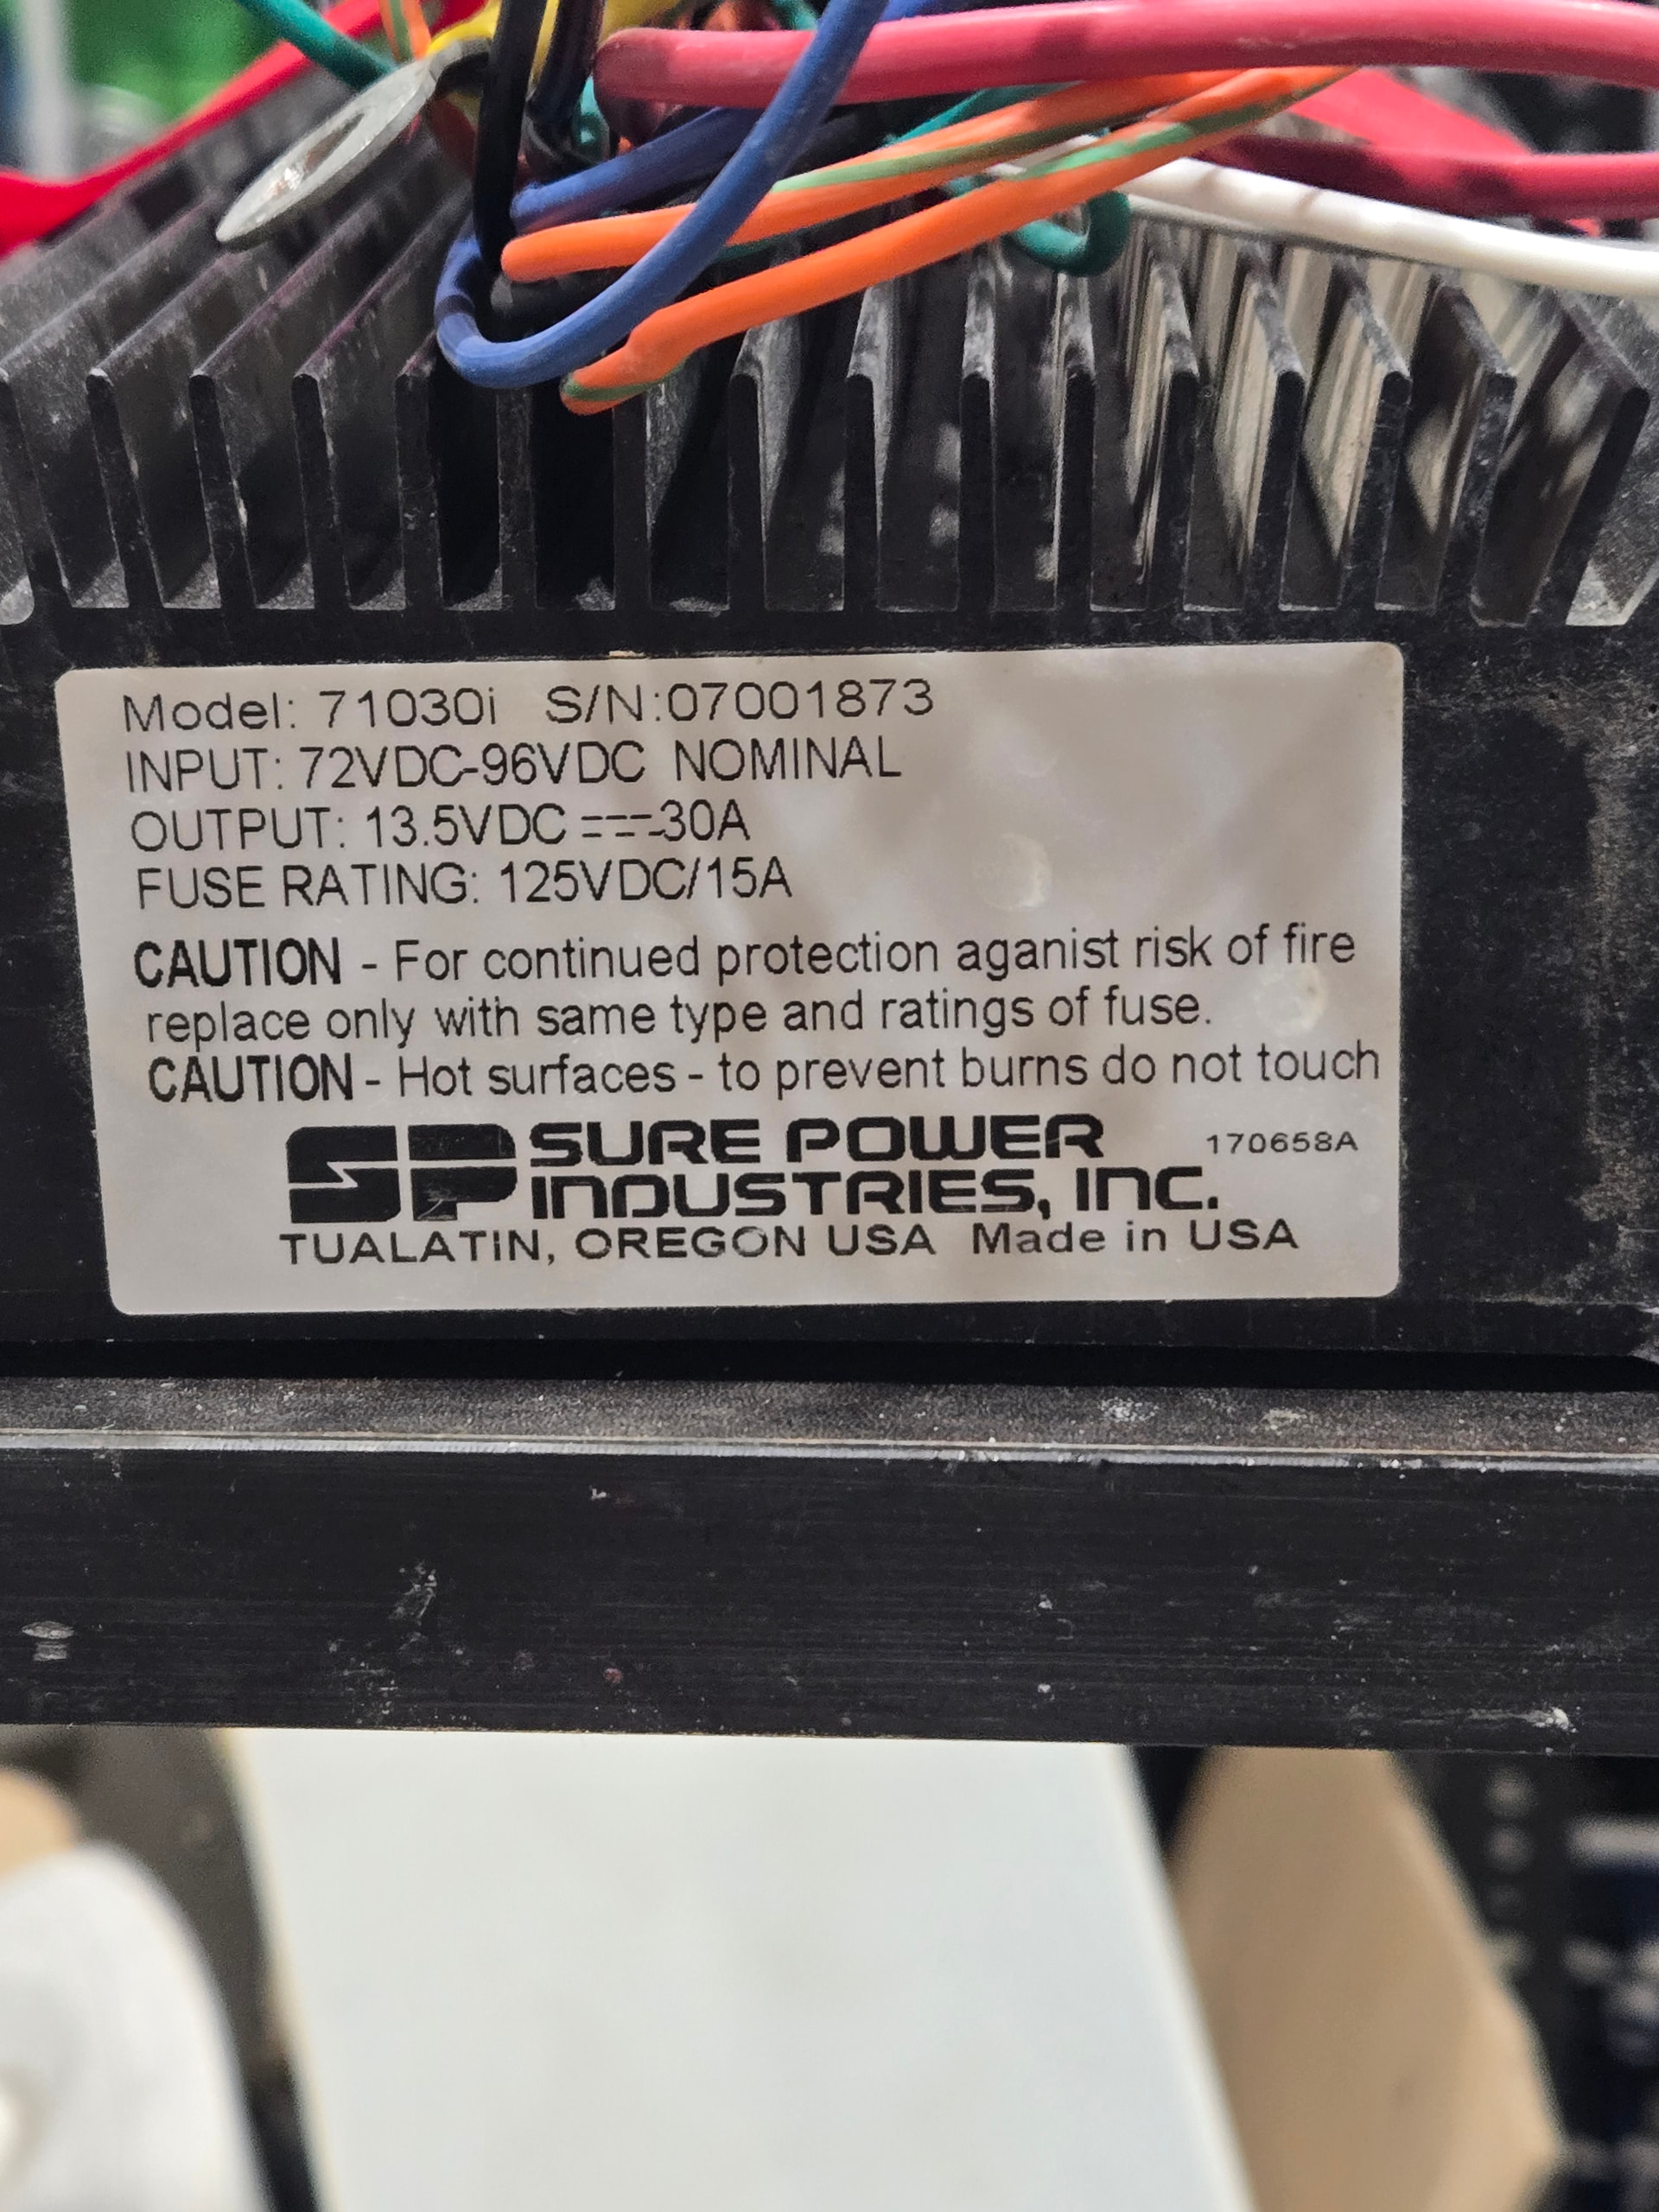 Model: 71030i S/N:07001873
INPUT: 72VDC-96VDC NOMINAL
OUTPUT: 13.5VDC ⎓ 30A
FUSE RATING: 125VDC/15A
CAUTION - For continued protection aganist risk of fire
replace only with same type and ratings of fuse.
CAUTION - Hot surfaces - to prevent burns do not touch
SP SURE POWER 170658A
INDUSTRIES, INC.
TUALATIN, OREGON USA Made in USA